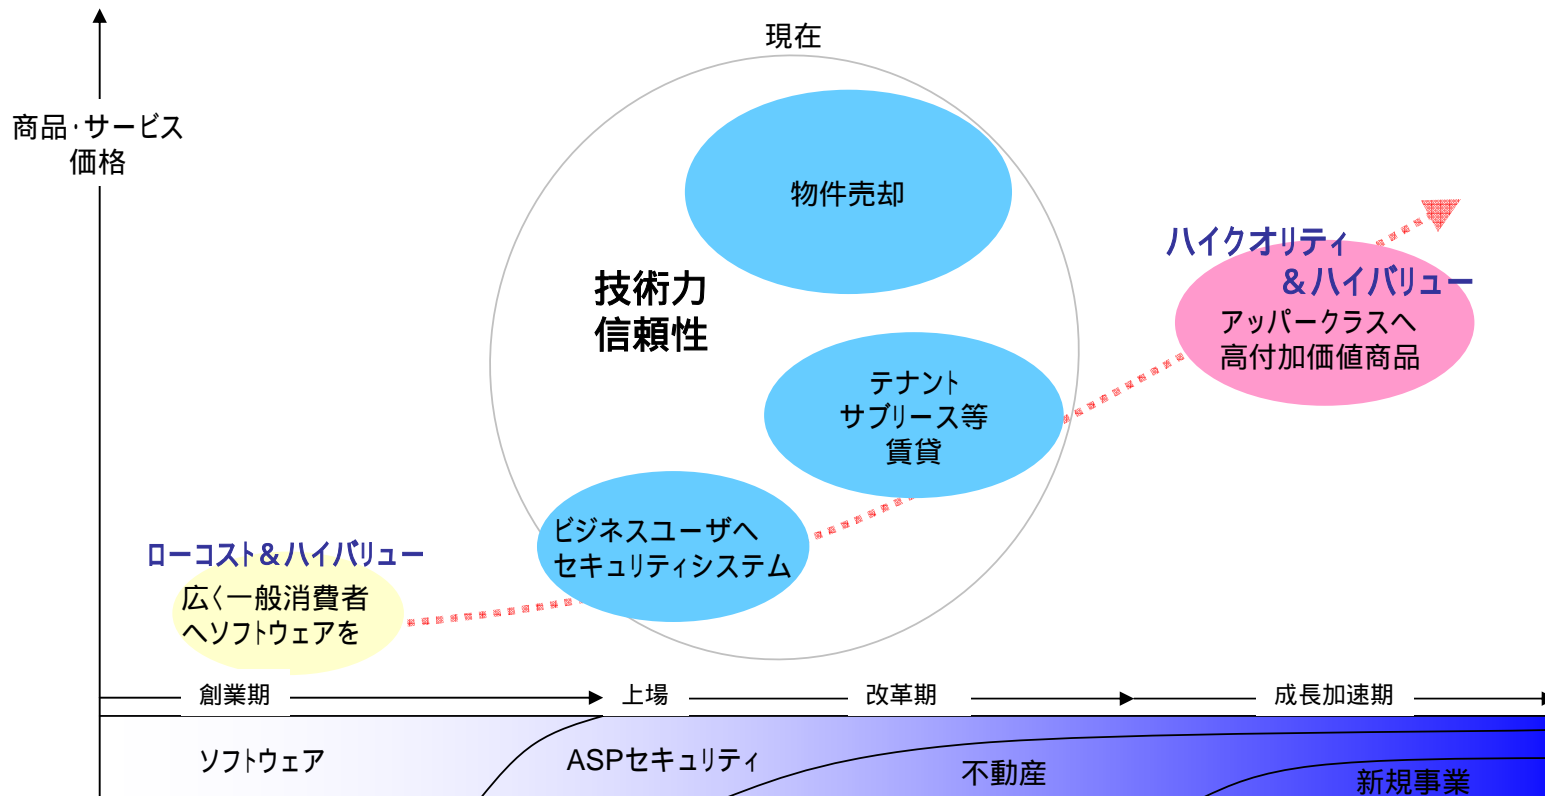 現在
商品・サービス
価格
物件売却
ハイクオリティ
＆ハイバリュー
アッパークラスへ
高付加価値商品
技術力
信頼性
テナント
サブリース等
賃貸
ビジネスユーザへ
セキュリティシステム
ローコスト＆ハイバリュー
広く一般消費者
へソフトウェアを
創業期
上場
改革期
成長加速期
ソフトウェア
ASPセキュリティ
不動産
新規事業